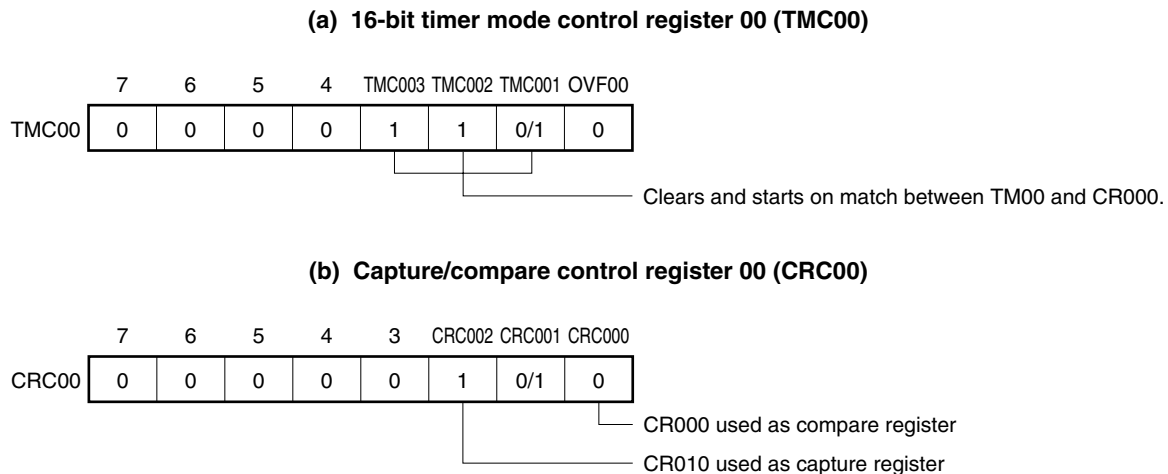 (a) 16-bit timer mode control register 00 (TMC00)
7 6 5 4 TMC003 TMC002 TMC001 OVF00
TMC00 0 0 0 0 1 1 0/1 0
Clears and starts on match between TM00 and CR000.
(b) Capture/compare control register 00 (CRC00)
7 6 5 4 3 CRC002 CRC001 CRC000
CRC00 0 0 0 0 0 1 0/1 0
CR000 used as compare register
CR010 used as capture register